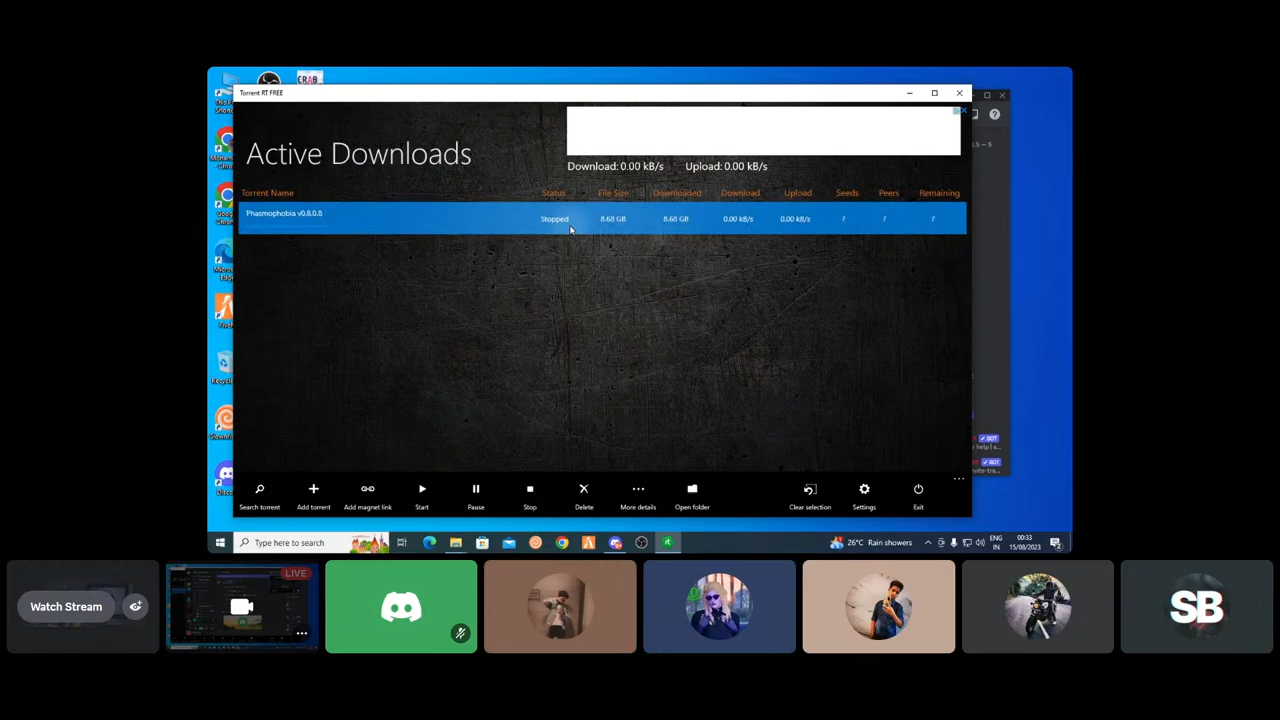 CRAB
Torrent RT FREE
Active Downloads
Download: 0.00 kB/s Upload: 0.00 kB/s
Torrent Name Status File Size Downloaded Download Upload Seeds Peers Remaining
Phasmophobia v0.8.0.8 Stopped 8.68 GB 8.68 GB 0.00 kB/s 0.00 kB/s ? ? ?
BOT
BOT
Search torrent Add torrent Add magnet link Start Pause Stop Delete More details Open folder Clear selection Settings Exit
Type here to search
26°C Rain showers
ENG
IN
00:33
15/08/2023
2
Watch Stream
LIVE
SB